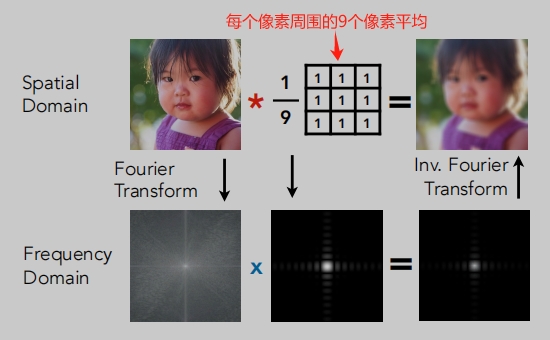 每个像素周围的9个像素平均
Spatial
Domain
*
1
9
1 1 1
1 1 1
1 1 1
=
Fourier
Transform
Inv. Fourier
Transform
Frequency
Domain
x
=